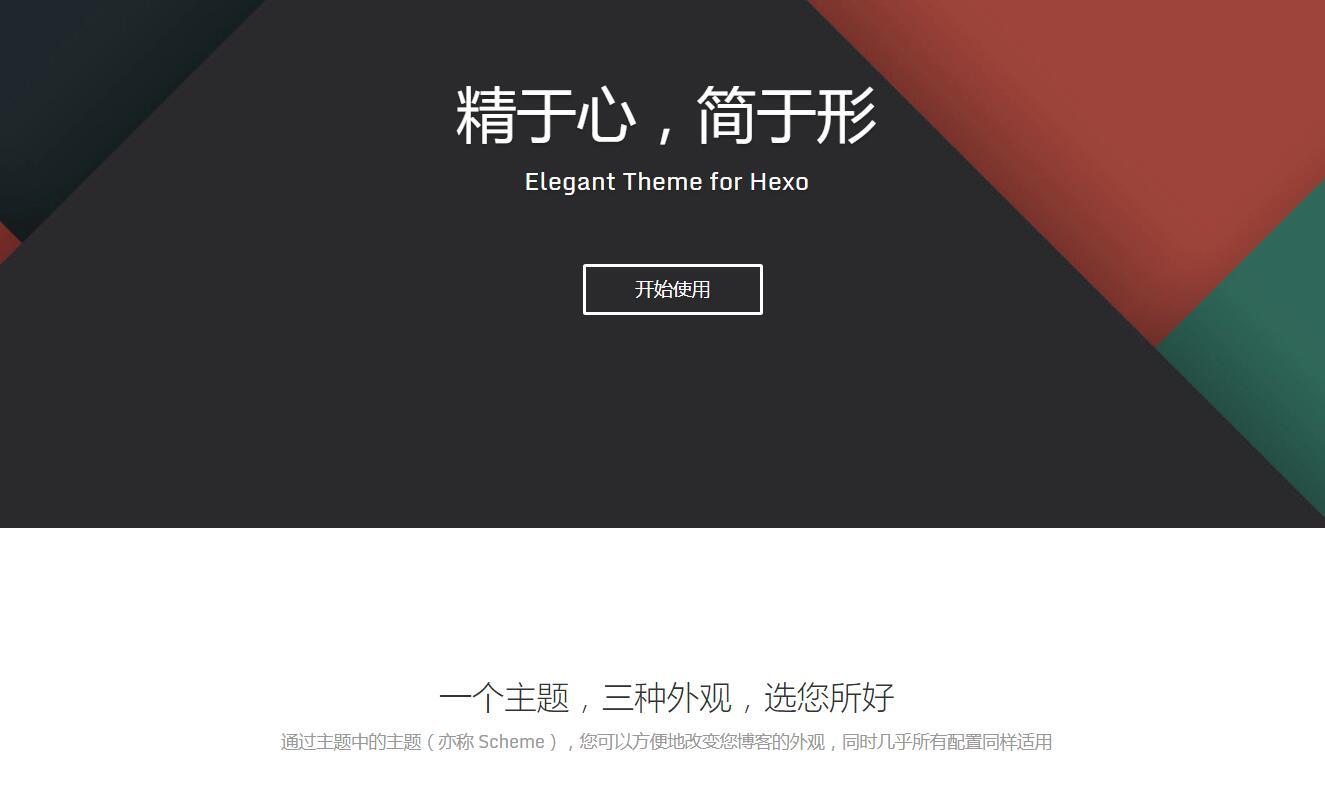 精于心，简于形
Elegant Theme for Hexo
开始使用
一个主题，三种外观，选您所好
通过主题中的主题（亦称 Scheme），您可以方便地改变您博客的外观，同时几乎所有配置同样适用